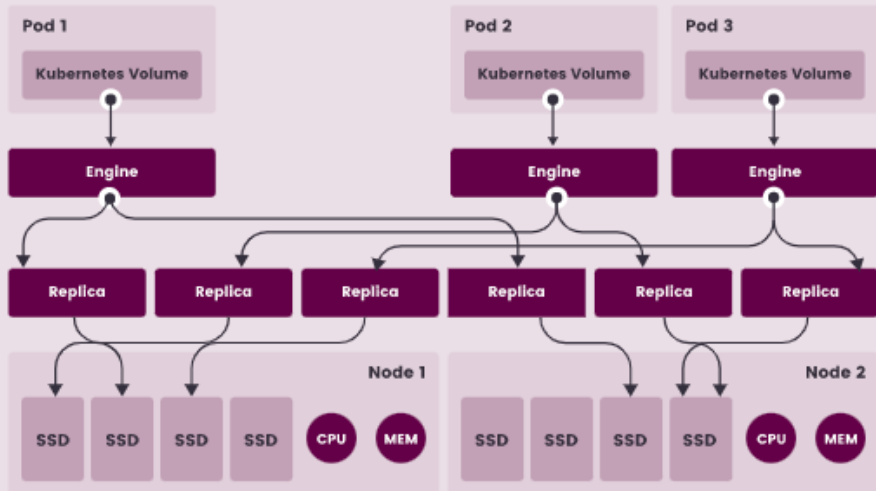 Pod 1
Pod 2
Pod 3
Kubernetes Volume
Kubernetes Volume
Kubernetes Volume
Engine
Engine
Engine
Replica
Replica
Replica
Replica
Replica
Replica
Node 1
Node 2
SSD
SSD
SSD
SSD
CPU
MEM
SSD
SSD
SSD
SSD
CPU
MEM